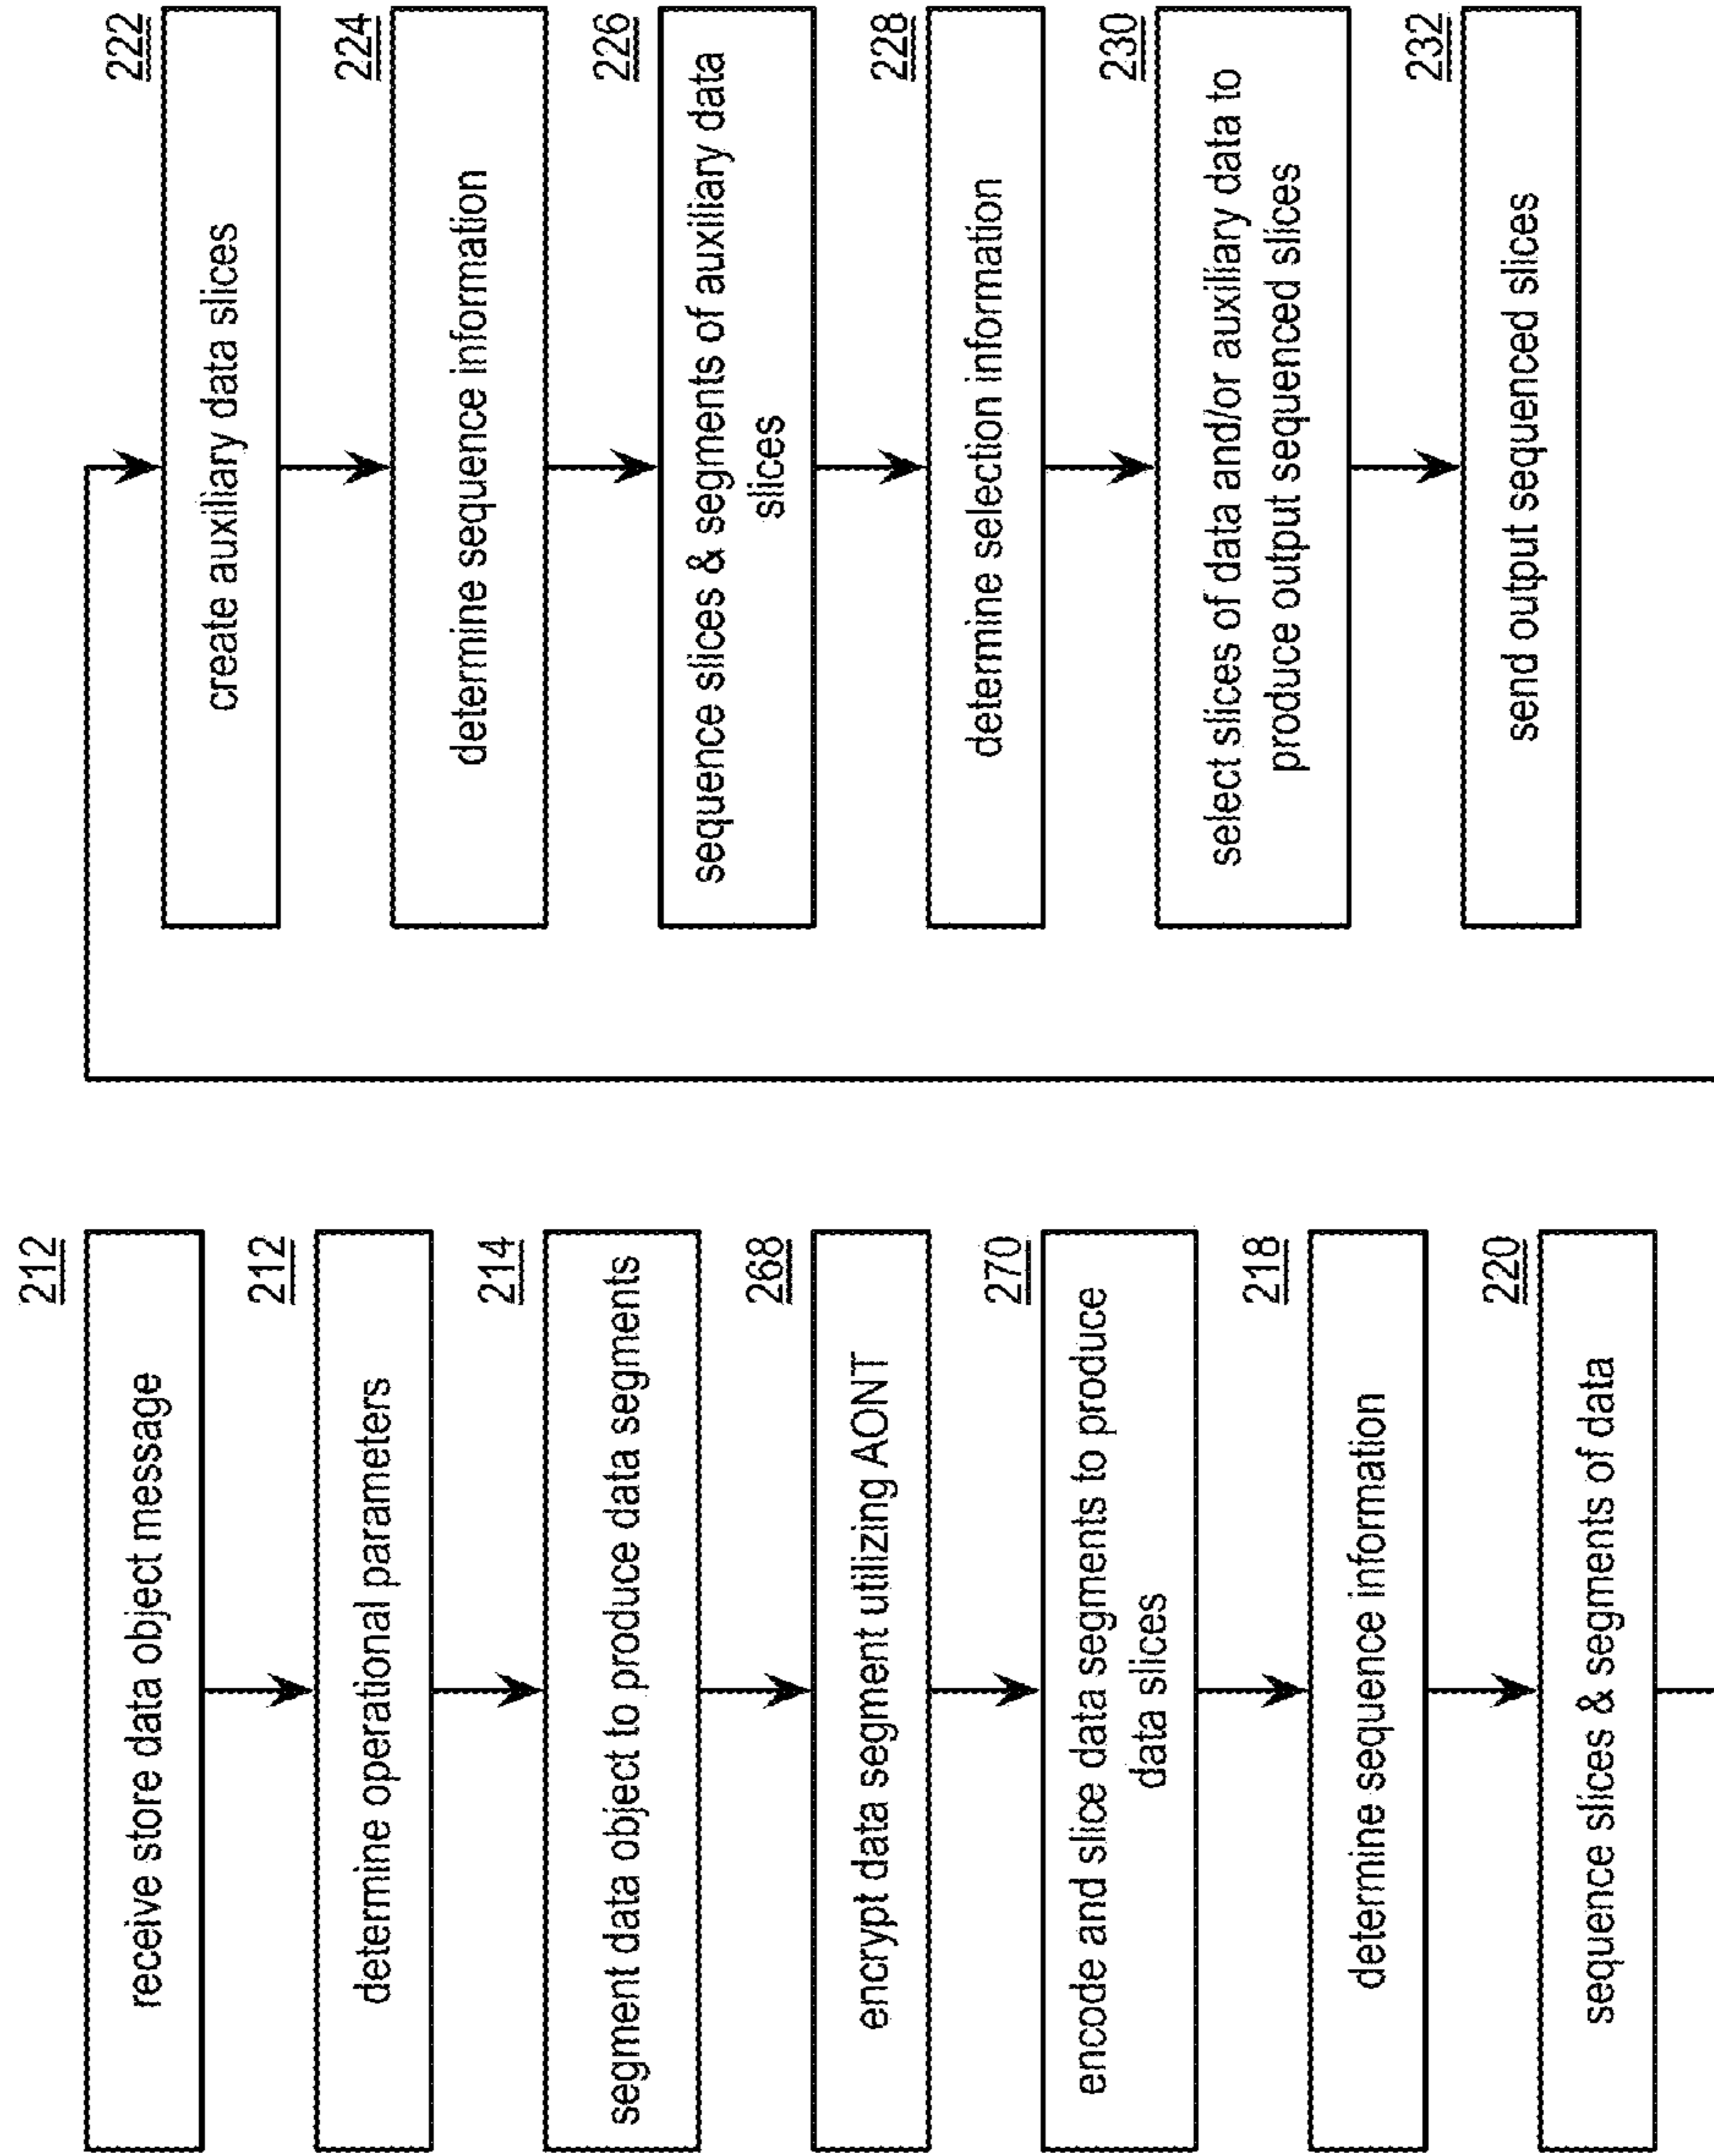 212
receive store data object message
212
determine operational parameters
214
segment data object to produce data segments
268
encrypt data segment utilizing AONT
270
encode and slice data segments to produce
data slices
218
determine sequence information
220
sequence slices & segments of data
222
create auxiliary data slices
224
determine sequence information
226
sequence slices & segments of auxiliary data
slices
228
determine selection information
230
select slices of data and/or auxiliary data to
produce output sequenced slices
232
send output sequenced slices